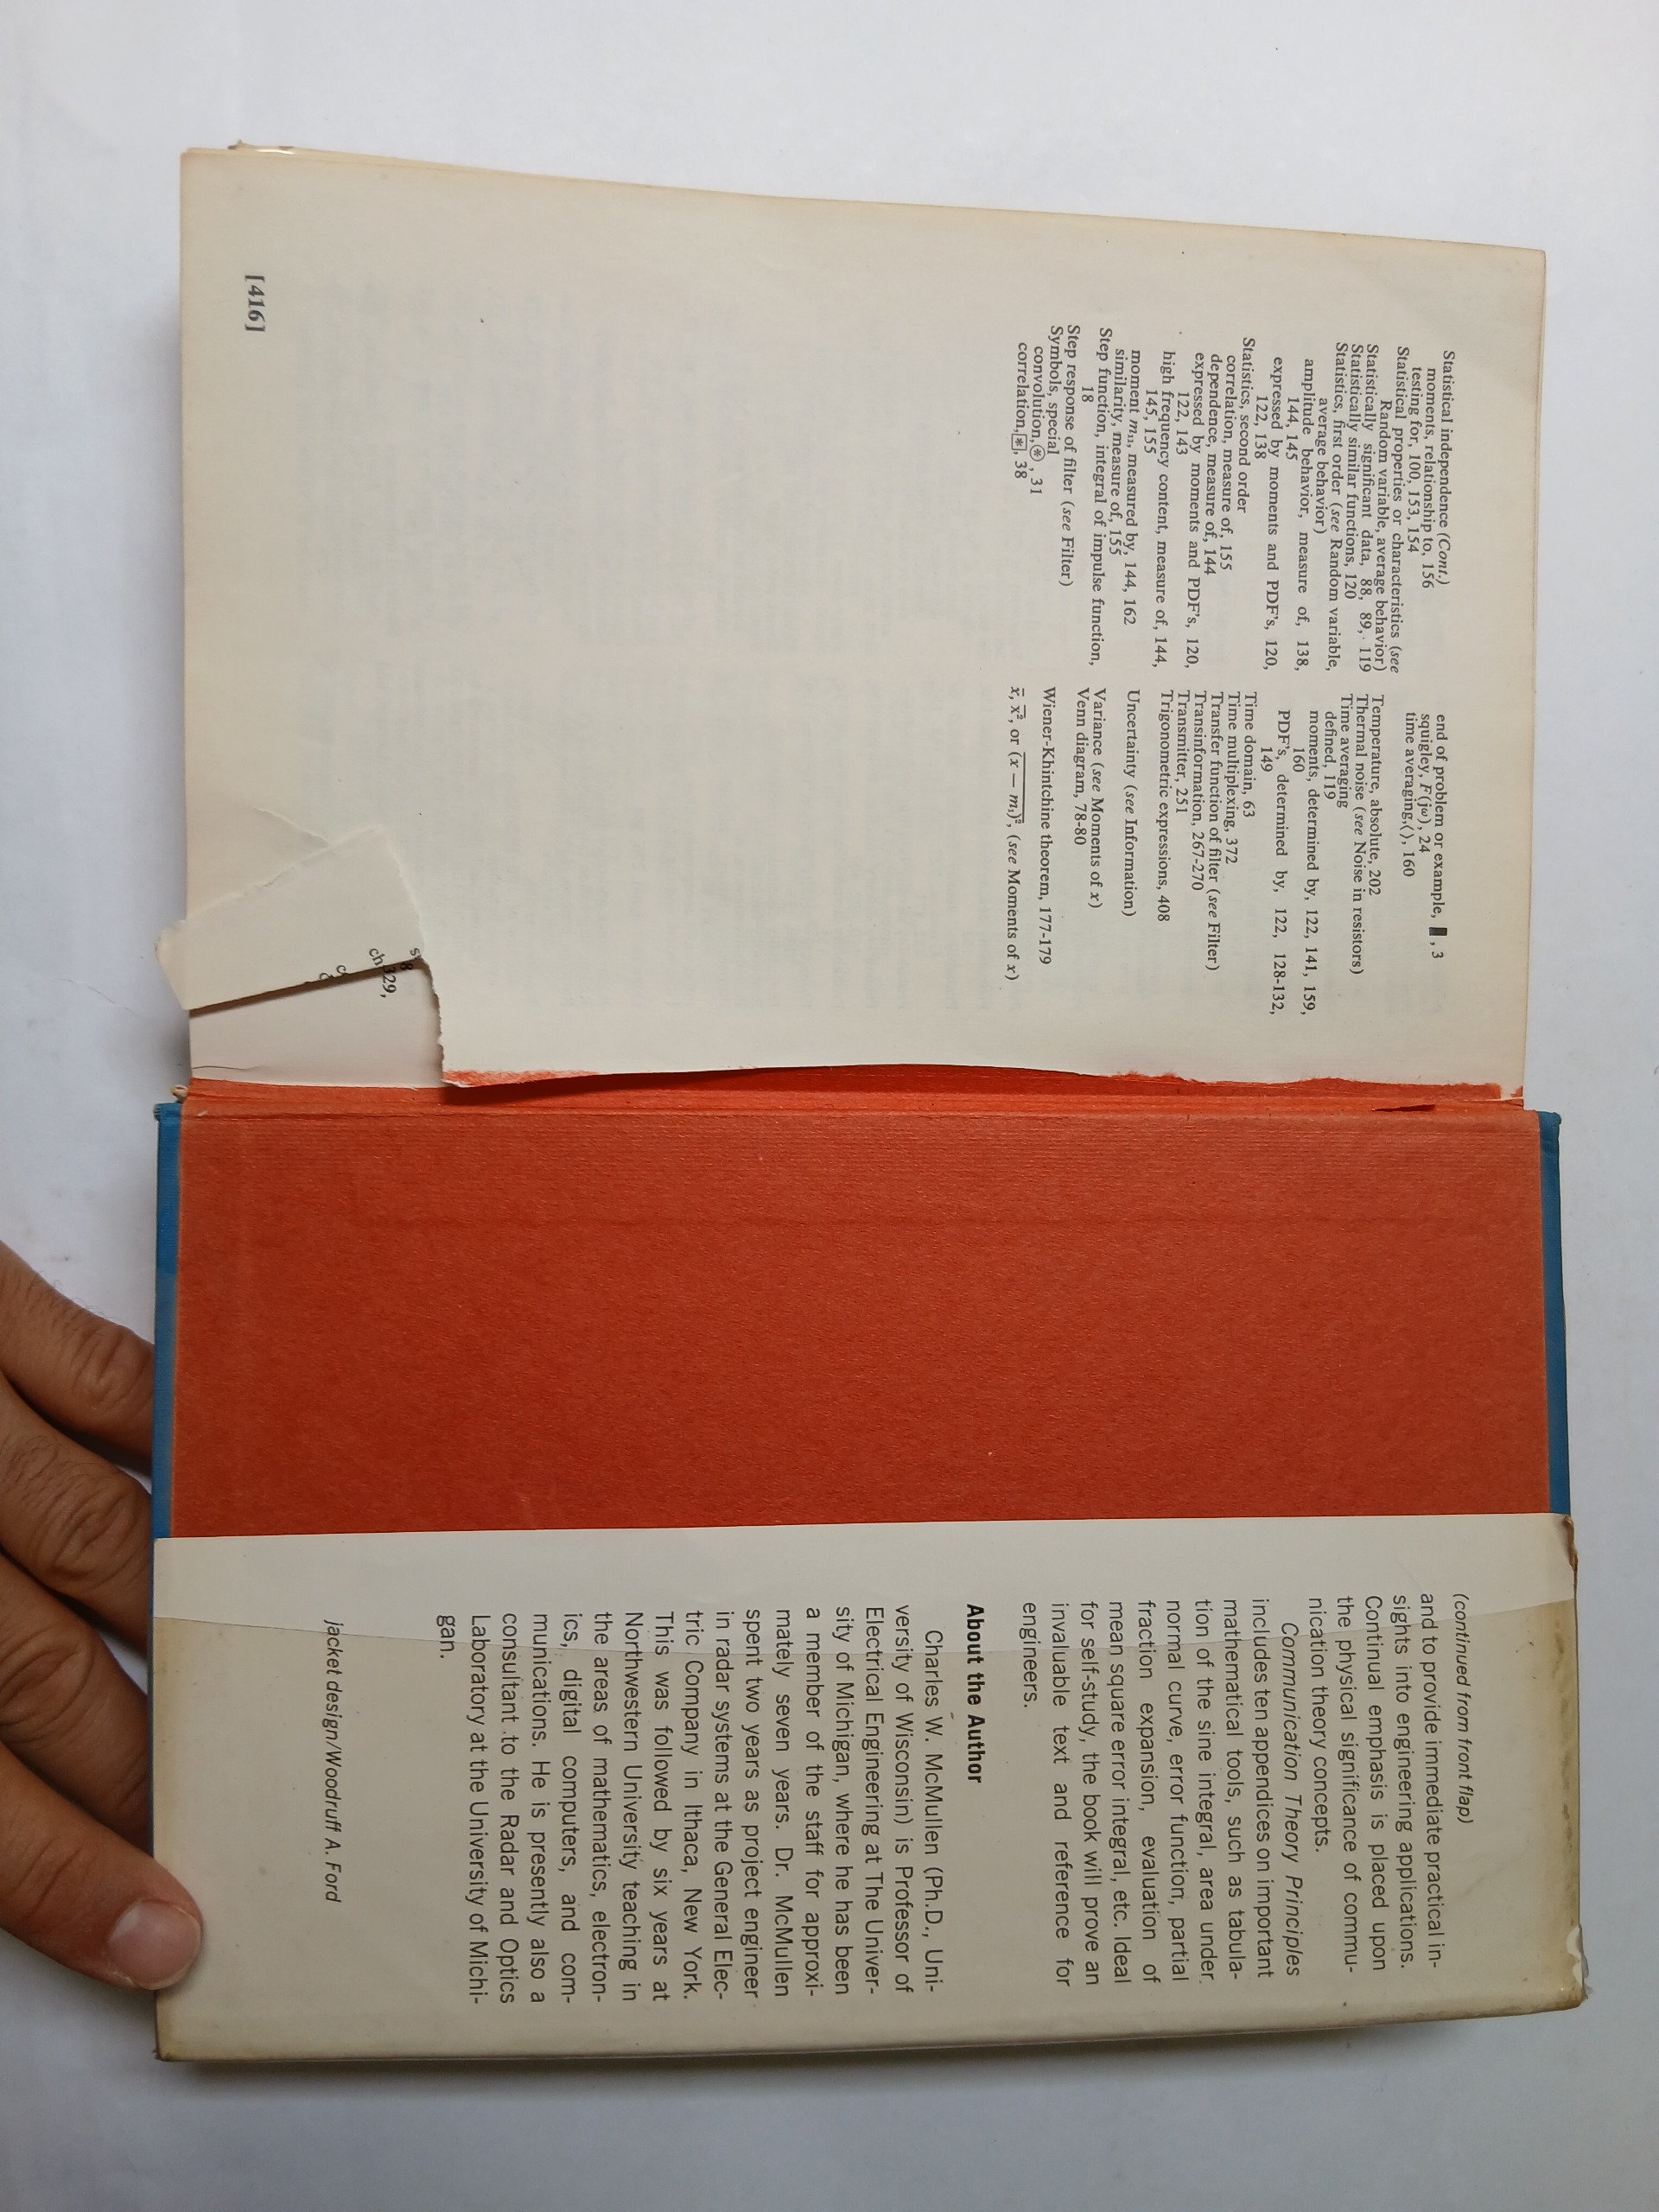 Statistical independence (Cont.)
moments, relationship to, 156
testing for, 100, 153, 154
Statistical properties or characteristics (see
Random variable, average behavior)
Statistically significant data, 88, 89, 119
Statistically similar functions, 120
Statistics, first order (see Random variable,
average behavior)
amplitude behavior, measure of, 138,
144, 145
expressed by moments and PDF's, 120,
122, 138
Statistics, second order
correlation, measure of, 155
dependence, measure of, 144
expressed by moments and PDF's, 120,
122, 143
high frequency content, measure of, 144,
145, 155
moment m₁₁, measured by, 144, 162
similarity, measure of, 155
Step function, integral of impulse function,
18
Step response of filter (see Filter)
Symbols, special
convolution, ⊛, 31
correlation, ⧆, 38
end of problem or example, ▮, 3
squigley, F(jω), 24
time averaging, ⟨ ⟩, 160
Temperature, absolute, 202
Thermal noise (see Noise in resistors)
Time averaging
defined, 119
moments, determined by, 122, 141, 159,
160
PDF's, determined by, 122, 128-132,
149
Time domain, 63
Time multiplexing, 372
Transfer function of filter (see Filter)
Transinformation, 267-270
Transmitter, 251
Trigonometric expressions, 408
Uncertainty (see Information)
Variance (see Moments of x)
Venn diagram, 78-80
Wiener-Khintchine theorem, 177-179
x̄, x̄², or (x − mᵢ)², (see Moments of x)
[416]
329,
ch
(continued from front flap)
and to provide immediate practical in-
sights into engineering applications.
Continual emphasis is placed upon
the physical significance of commu-
nication theory concepts.
Communication Theory Principles
includes ten appendices on important
mathematical tools, such as tabula-
tion of the sine integral, area under
normal curve, error function, partial
fraction expansion, evaluation of
mean square error integral, etc. Ideal
for self-study, the book will prove an
invaluable text and reference for
engineers.
About the Author
Charles W. McMullen (Ph.D., Uni-
versity of Wisconsin) is Professor of
Electrical Engineering at The Univer-
sity of Michigan, where he has been
a member of the staff for approxi-
mately seven years. Dr. McMullen
spent two years as project engineer
in radar systems at the General Elec-
tric Company in Ithaca, New York.
This was followed by six years at
Northwestern University teaching in
the areas of mathematics, electron-
ics, digital computers, and com-
munications. He is presently also a
consultant to the Radar and Optics
Laboratory at the University of Michi-
gan.
jacket design/Woodruff A. Ford